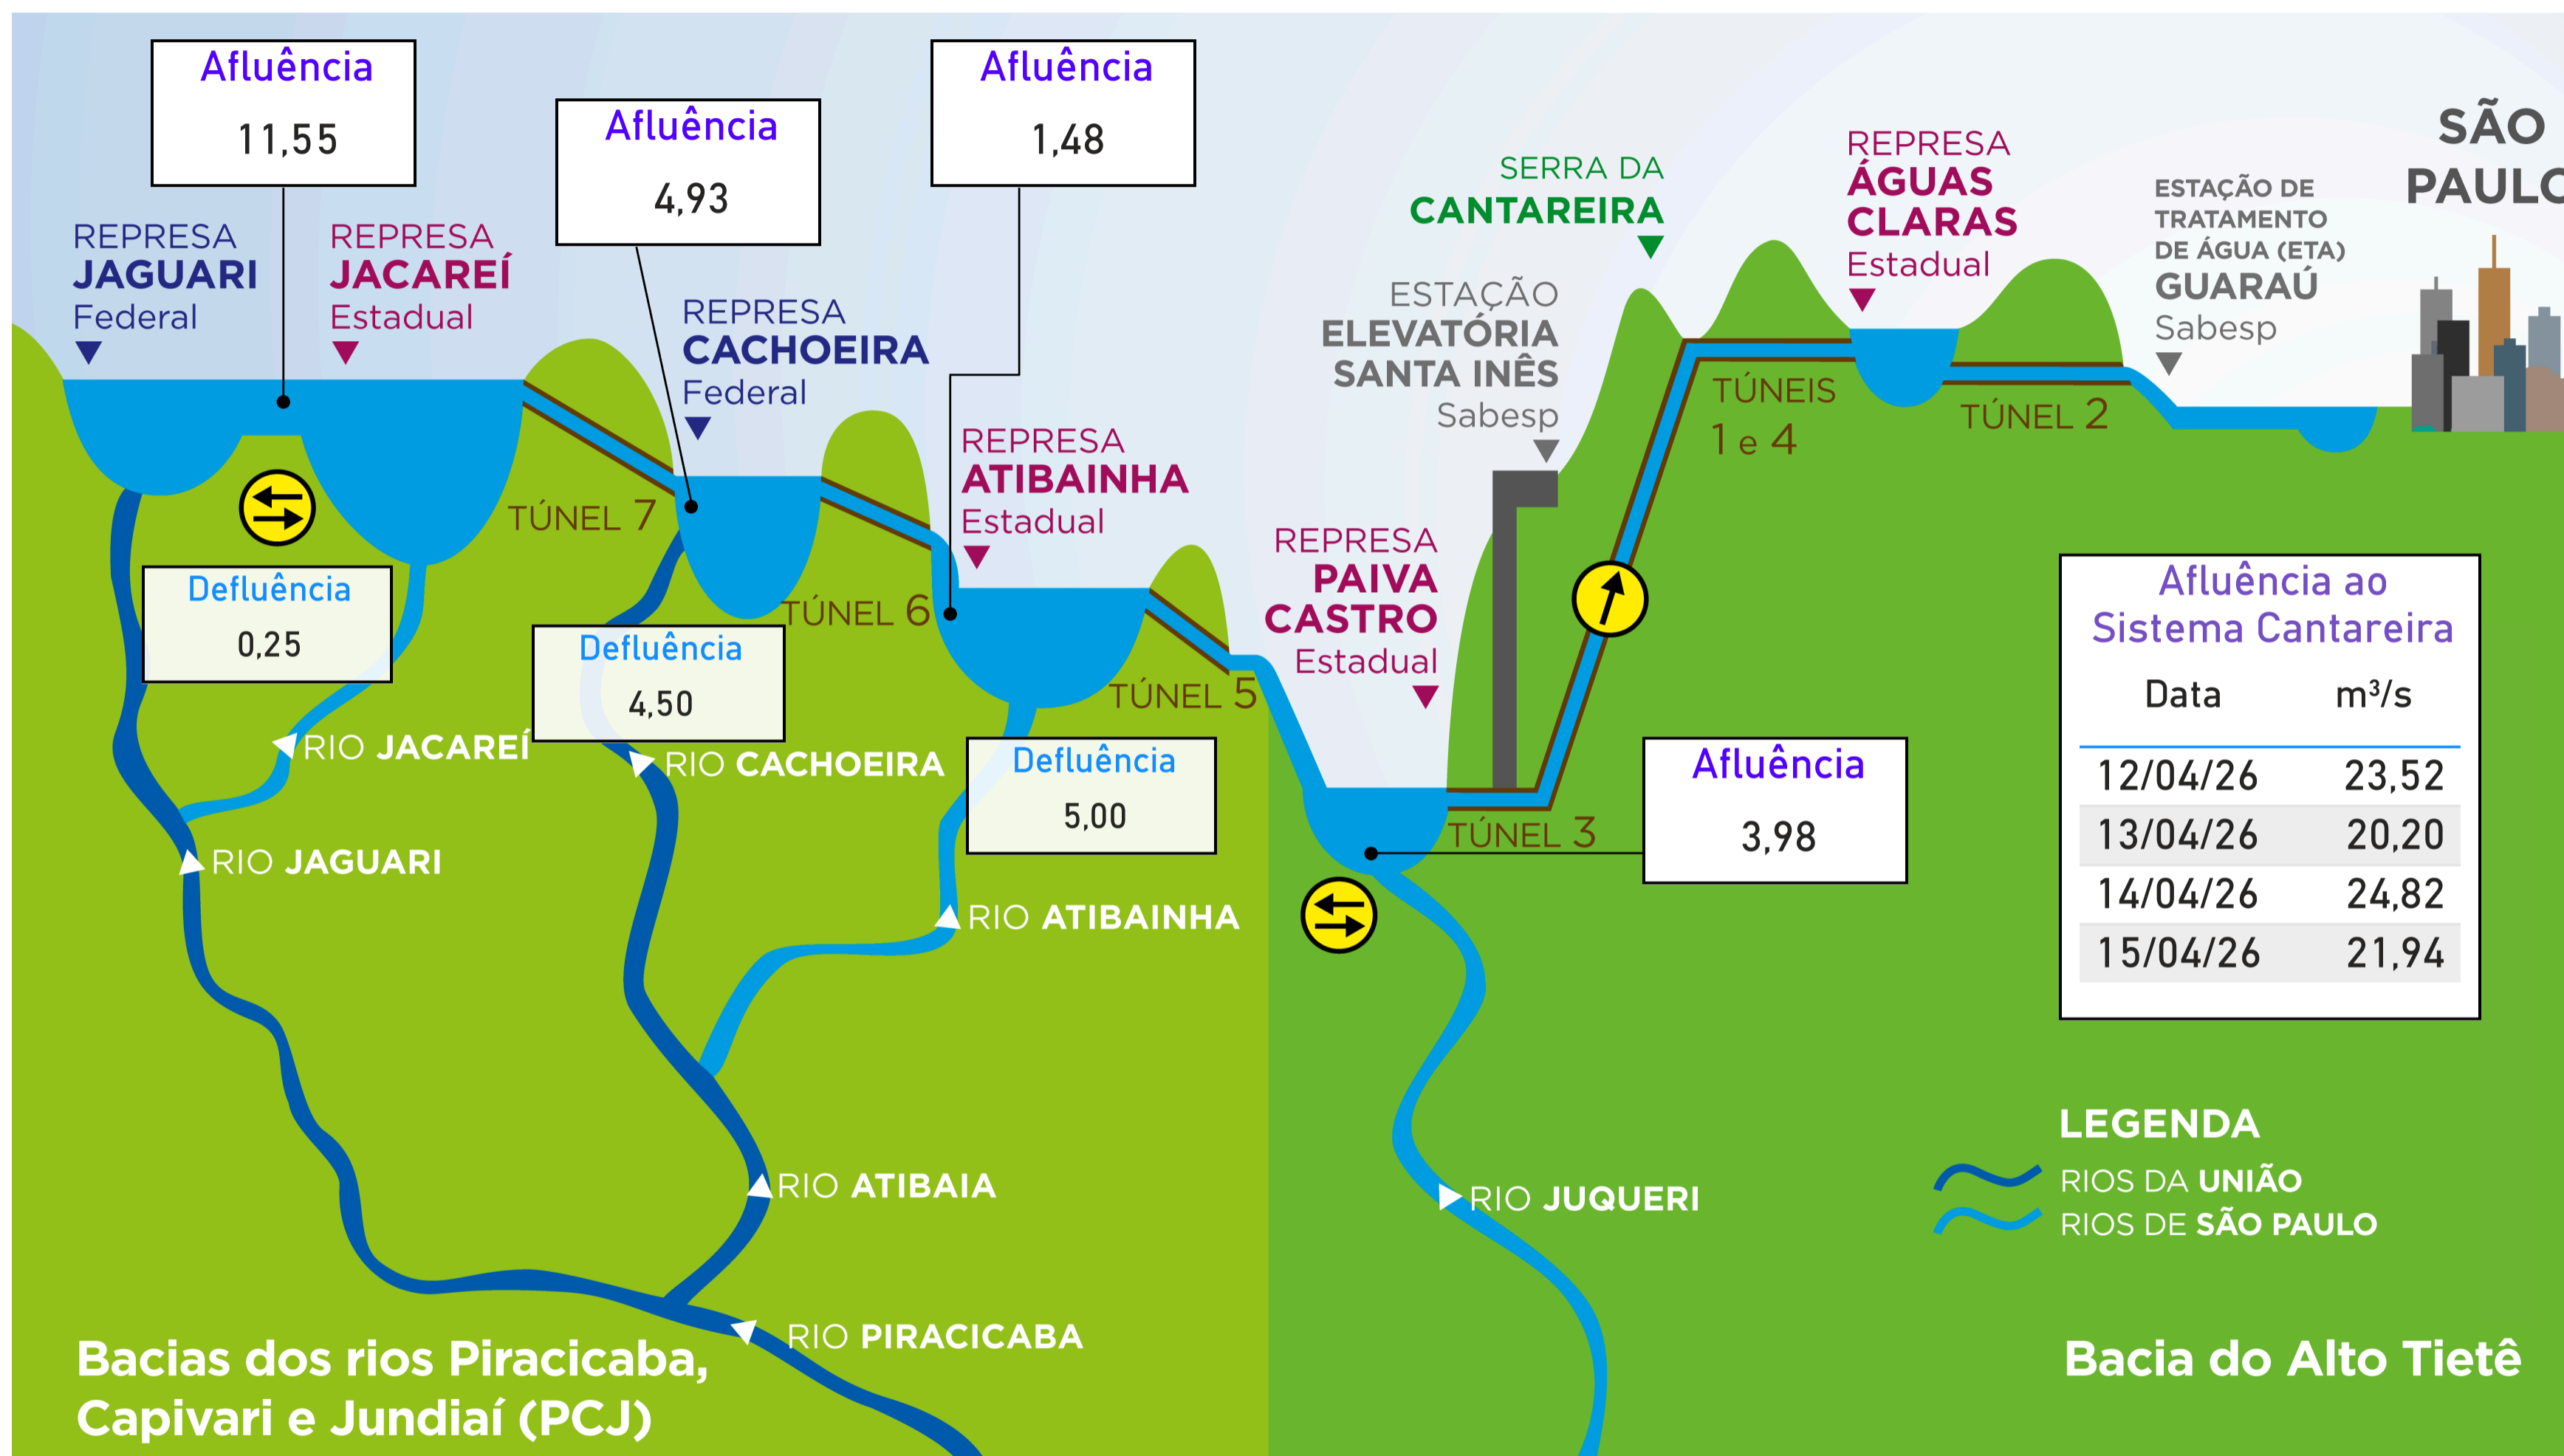 Afluência
11,55
Afluência
4,93
Afluência
1,48
REPRESA
JAGUARI
Federal
REPRESA
JACAREÍ
Estadual
REPRESA
CACHOEIRA
Federal
REPRESA
ATIBAINHA
Estadual
SERRA DA
CANTAREIRA
ESTAÇÃO
ELEVATÓRIA
SANTA INÊS
Sabesp
REPRESA
ÁGUAS
CLARAS
Estadual
ESTAÇÃO DE
TRATAMENTO
DE ÁGUA (ETA)
GUARAÚ
Sabesp
SÃO
PAULO
TÚNEL 7
TÚNEL 6
TÚNEL 5
REPRESA
PAIVA
CASTRO
Estadual
TÚNEIS
1 e 4
TÚNEL 2
TÚNEL 3
Defluência
0,25
Defluência
4,50
Defluência
5,00
Afluência
3,98
RIO JACAREÍ
RIO JAGUARI
RIO CACHOEIRA
RIO ATIBAINHA
RIO ATIBAIA
RIO PIRACICABA
RIO JUQUERI
Afluência ao
Sistema Cantareira
Data m³/s
12/04/26 23,52
13/04/26 20,20
14/04/26 24,82
15/04/26 21,94
LEGENDA
RIOS DA UNIÃO
RIOS DE SÃO PAULO
Bacias dos rios Piracicaba,
Capivari e Jundiaí (PCJ)
Bacia do Alto Tietê